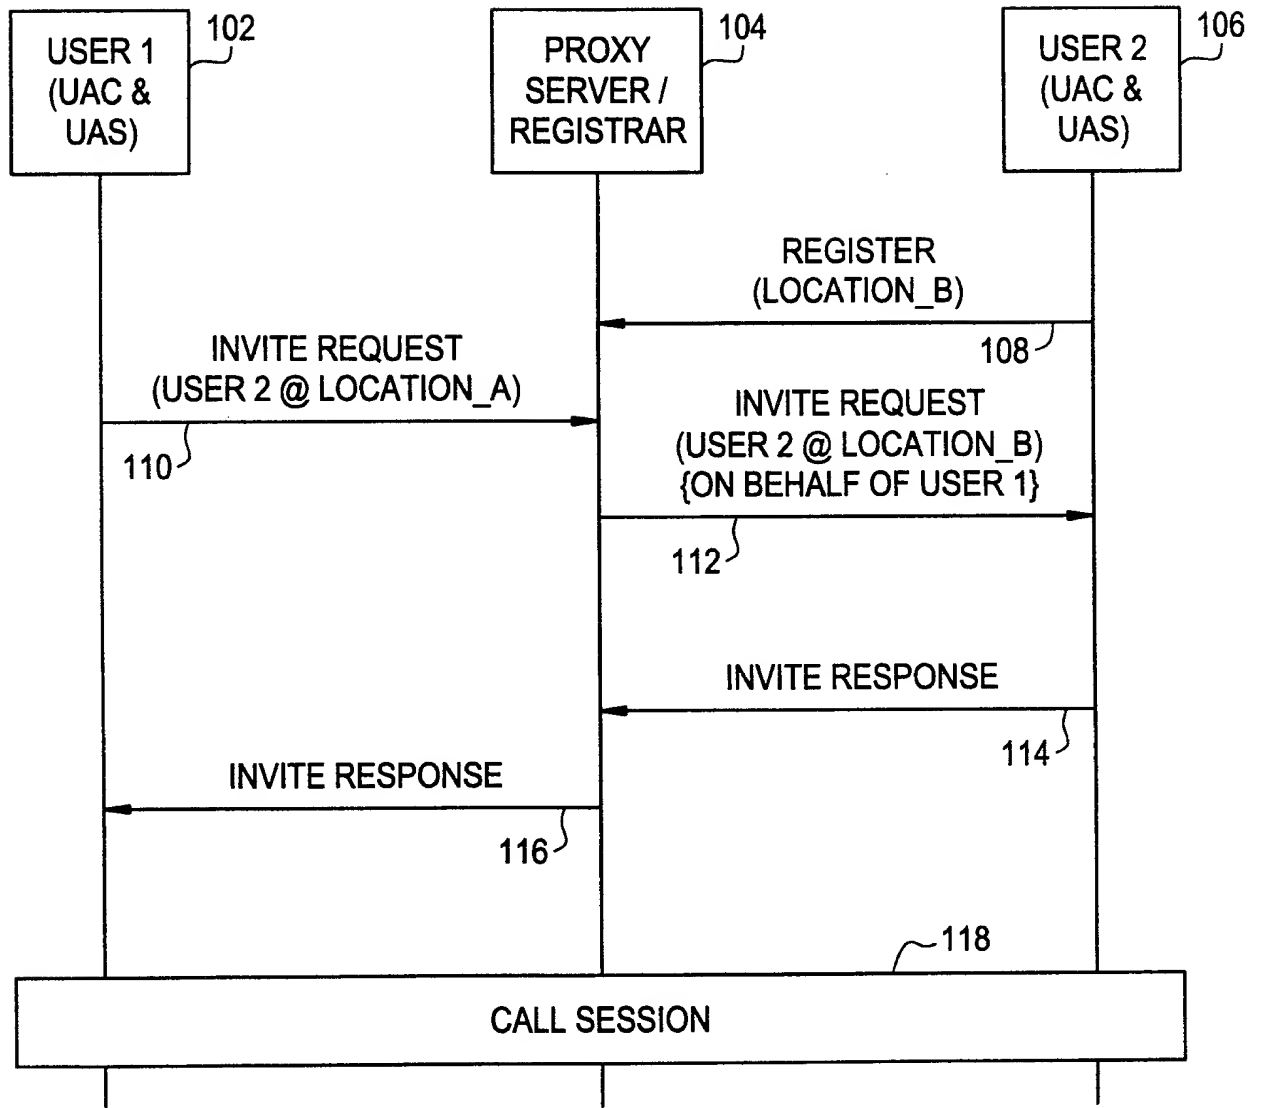 USER 1
(UAC &
UAS)
102
PROXY
SERVER /
REGISTRAR
104
USER 2
(UAC &
UAS)
106
REGISTER
(LOCATION_B)
108
INVITE REQUEST
(USER 2 @ LOCATION_A)
110
INVITE REQUEST
(USER 2 @ LOCATION_B)
{ON BEHALF OF USER 1}
112
INVITE RESPONSE
114
INVITE RESPONSE
116
118
CALL SESSION